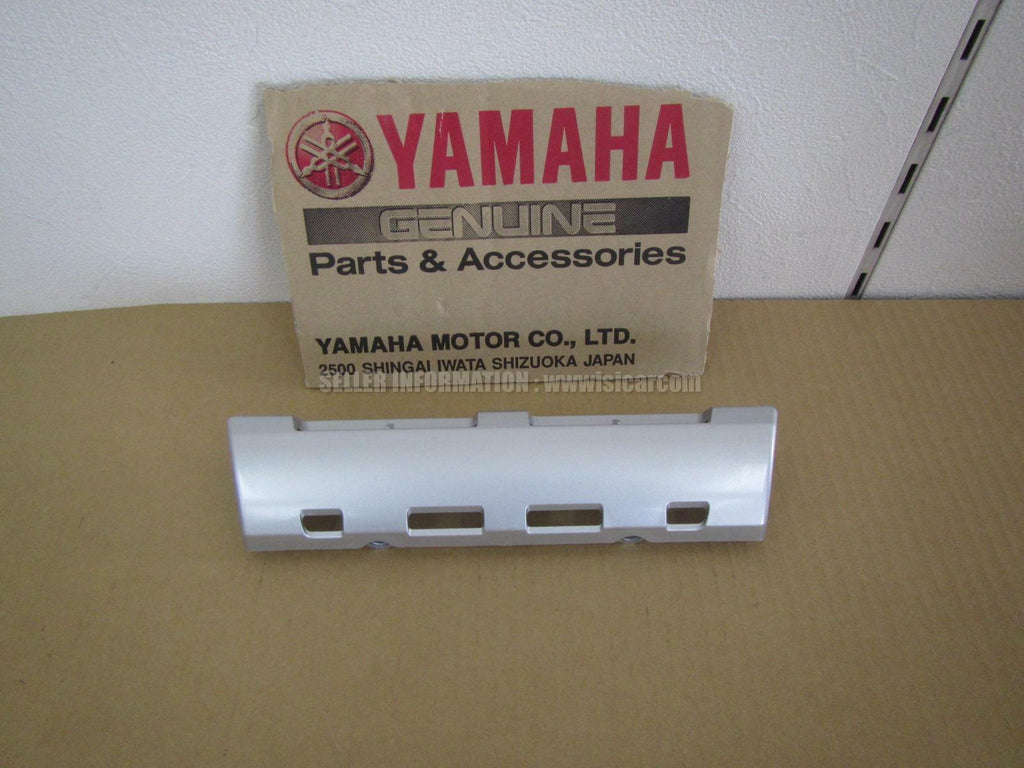 YAMAHA
GENUINE
Parts & Accessories
YAMAHA MOTOR CO., LTD.
2500 SHINGAI IWATA SHIZUOKA JAPAN
SELLER INFORMATION : www.isicar.com